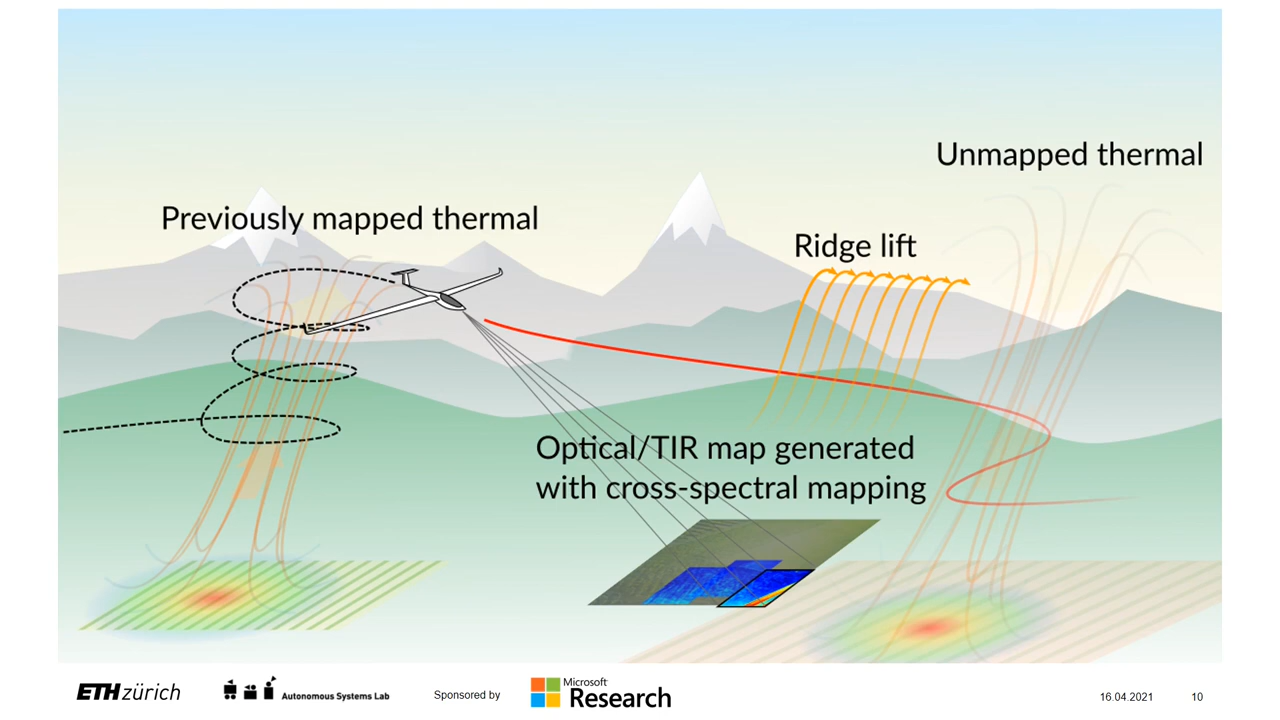 Unmapped thermal
Previously mapped thermal
Ridge lift
Optical/TIR map generated
with cross-spectral mapping
ETH zürich
Autonomous Systems Lab
Sponsored by
Microsoft
Research
16.04.2021
10